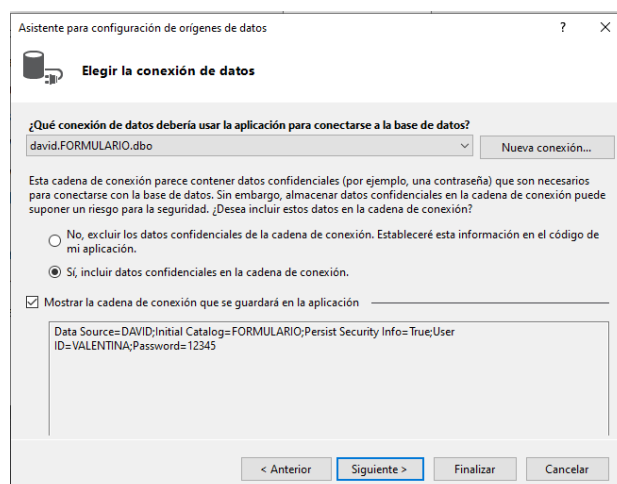 Asistente para configuración de orígenes de datos
Elegir la conexión de datos
¿Qué conexión de datos debería usar la aplicación para conectarse a la base de datos?
david.FORMULARIO.dbo
Nueva conexión...
Esta cadena de conexión parece contener datos confidenciales (por ejemplo, una contraseña) que son necesarios
para conectarse con la base de datos. Sin embargo, almacenar datos confidenciales en la cadena de conexión puede
suponer un riesgo para la seguridad. ¿Desea incluir estos datos en la cadena de conexión?
No, excluir los datos confidenciales de la cadena de conexión. Estableceré esta información en el código de
mi aplicación.
Sí, incluir datos confidenciales en la cadena de conexión.
Mostrar la cadena de conexión que se guardará en la aplicación
Data Source=DAVID;Initial Catalog=FORMULARIO;Persist Security Info=True;User
ID=VALENTINA;Password=12345
< Anterior
Siguiente >
Finalizar
Cancelar